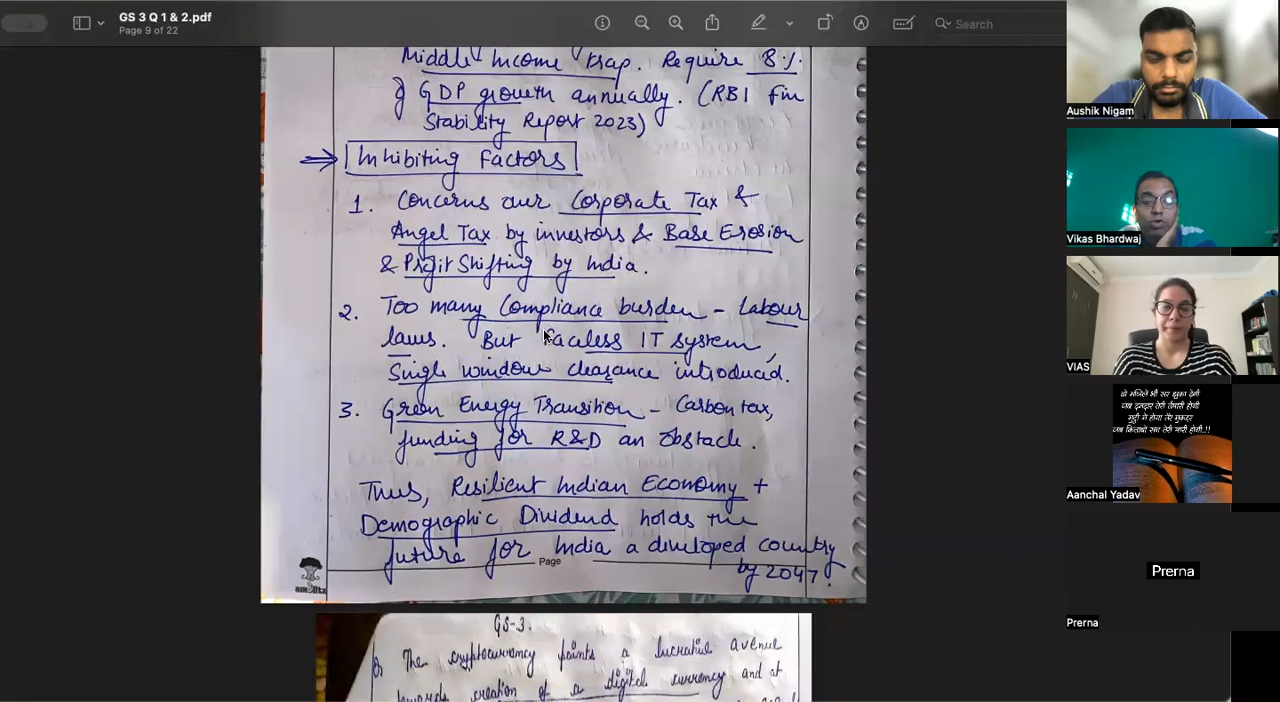 GS 3 Q 1 & 2.pdf
Page 9 of 22
Search
Middle Income trap. Require 8%
of GDP growth annually. (RBI Fin
Stability Report 2023)
⇒ Inhibiting Factors
1. Concerns over Corporate Tax &
Angel Tax by investors & Base Erosion
& Profit Shifting by India.
2. Too many Compliance burden - Labour
laws. But Faceless IT system,
Single window clearance introduced.
3. Green Energy Transition - Carbon tax,
funding for R&D an obstacle.
Thus, Resilient Indian Economy +
Demographic Dividend holds the
future for India a developed country
by 2047.
Page
GS-3.
The cryptocurrency points a lucrative avenue
towards creation of a digital currency and at
Aushik Nigam
Vikas Bhardwaj
VIAS
Aanchal Yadav
Prerna
Prerna